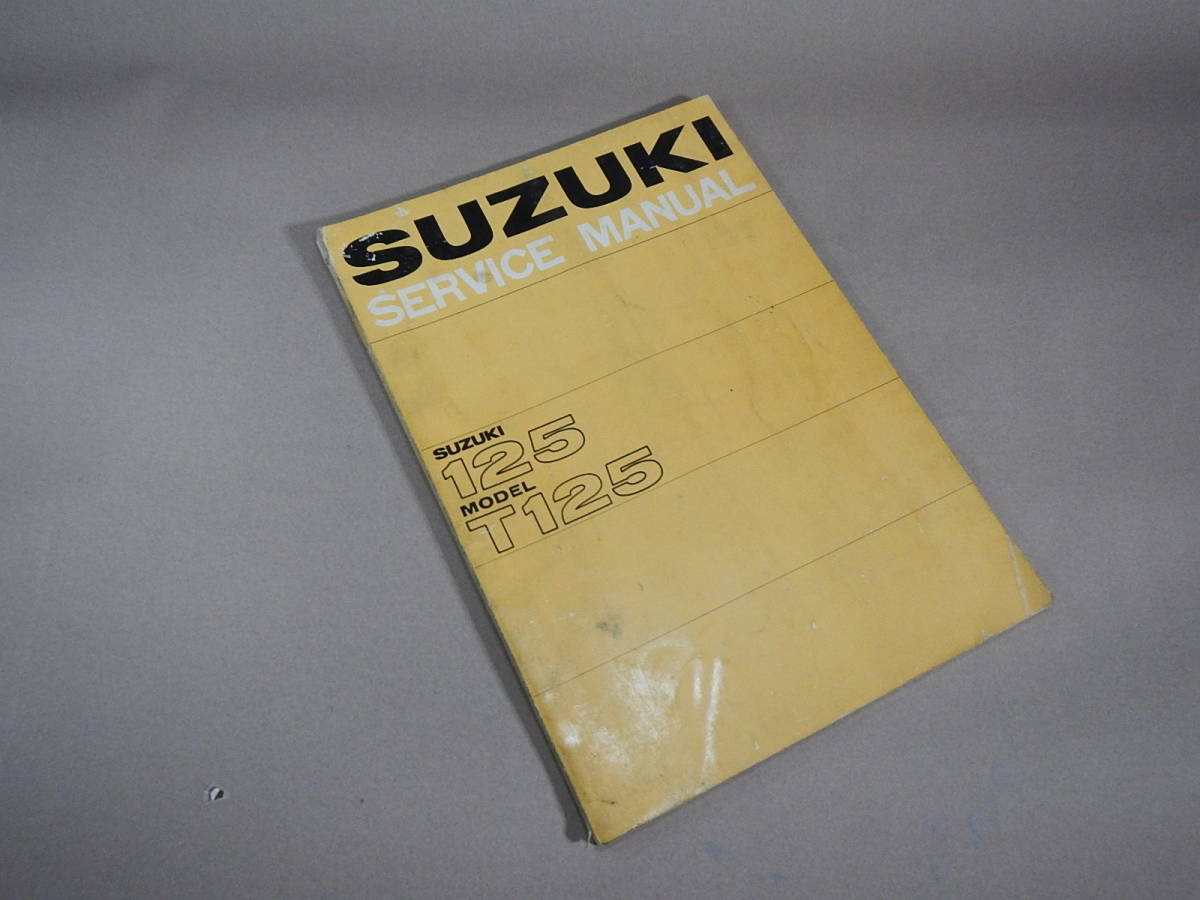 SUZUKI
SERVICE MANUAL
SUZUKI
125
MODEL
T125